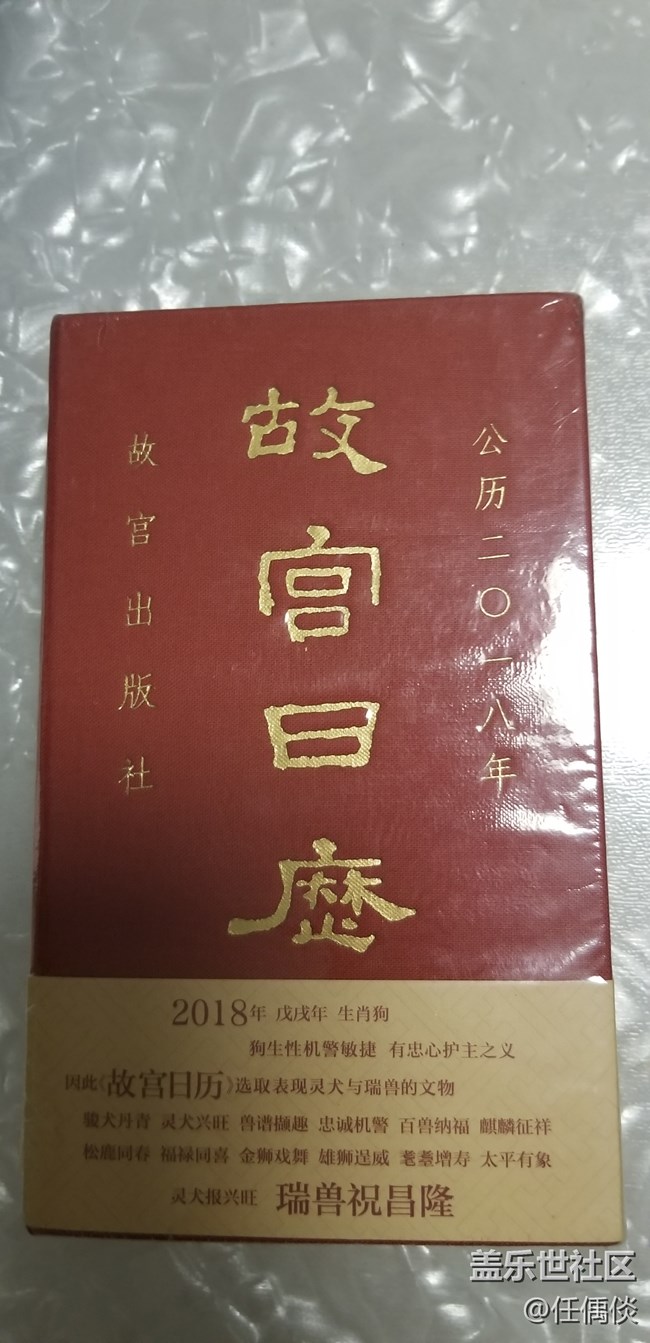 公历二〇一八年
故宫日歷
故宫出版社
2018年 戊戌年 生肖狗
狗生性机警敏捷 有忠心护主之义
因此《故宫日历》选取表现灵犬与瑞兽的文物
骏犬丹青 灵犬兴旺 兽谱撷趣 忠诚机警 百兽纳福 麒麟征祥
松鹿同春 福禄同喜 金狮戏舞 雄狮逞威 耄耋增寿 太平有象
灵犬报兴旺 瑞兽祝昌隆
盖乐世社区
@任偶倓